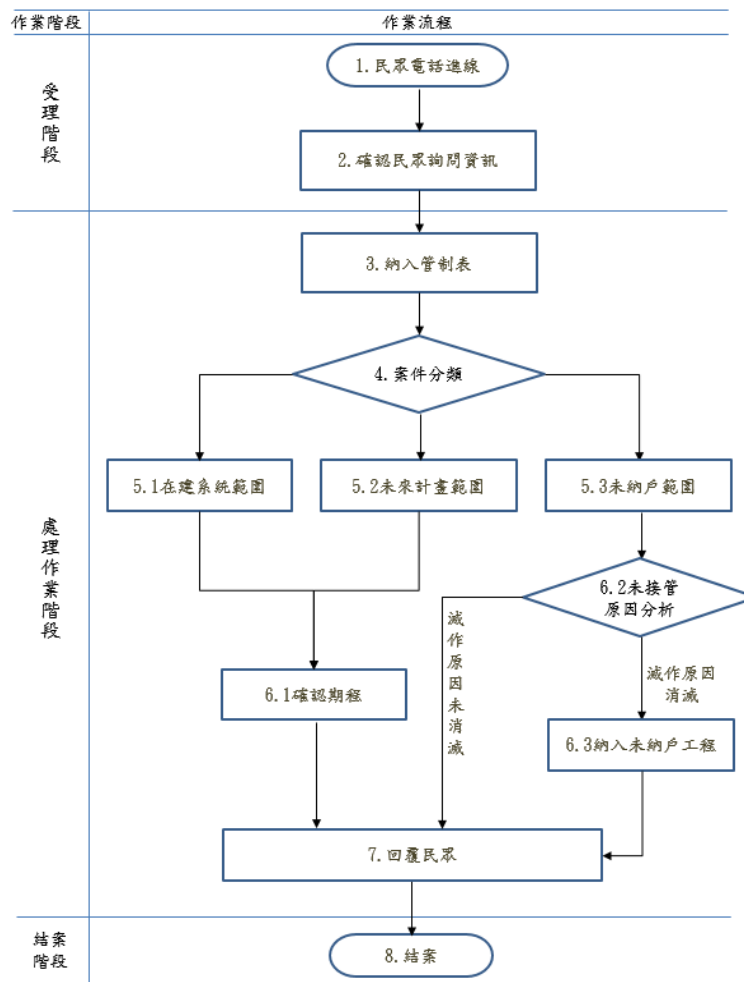 作業階段
作業流程
受理階段
1.民眾電話進線
2.確認民眾詢問資訊
處理作業階段
3.納入管制表
4.案件分類
5.1在建系統範圍
5.2未來計畫範圍
5.3未納戶範圍
6.2未接管
原因分析
減作原因未消減
減作原因
消減
6.1確認期程
6.3納入未納戶工程
7.回覆民眾
結案
階段
8.結案